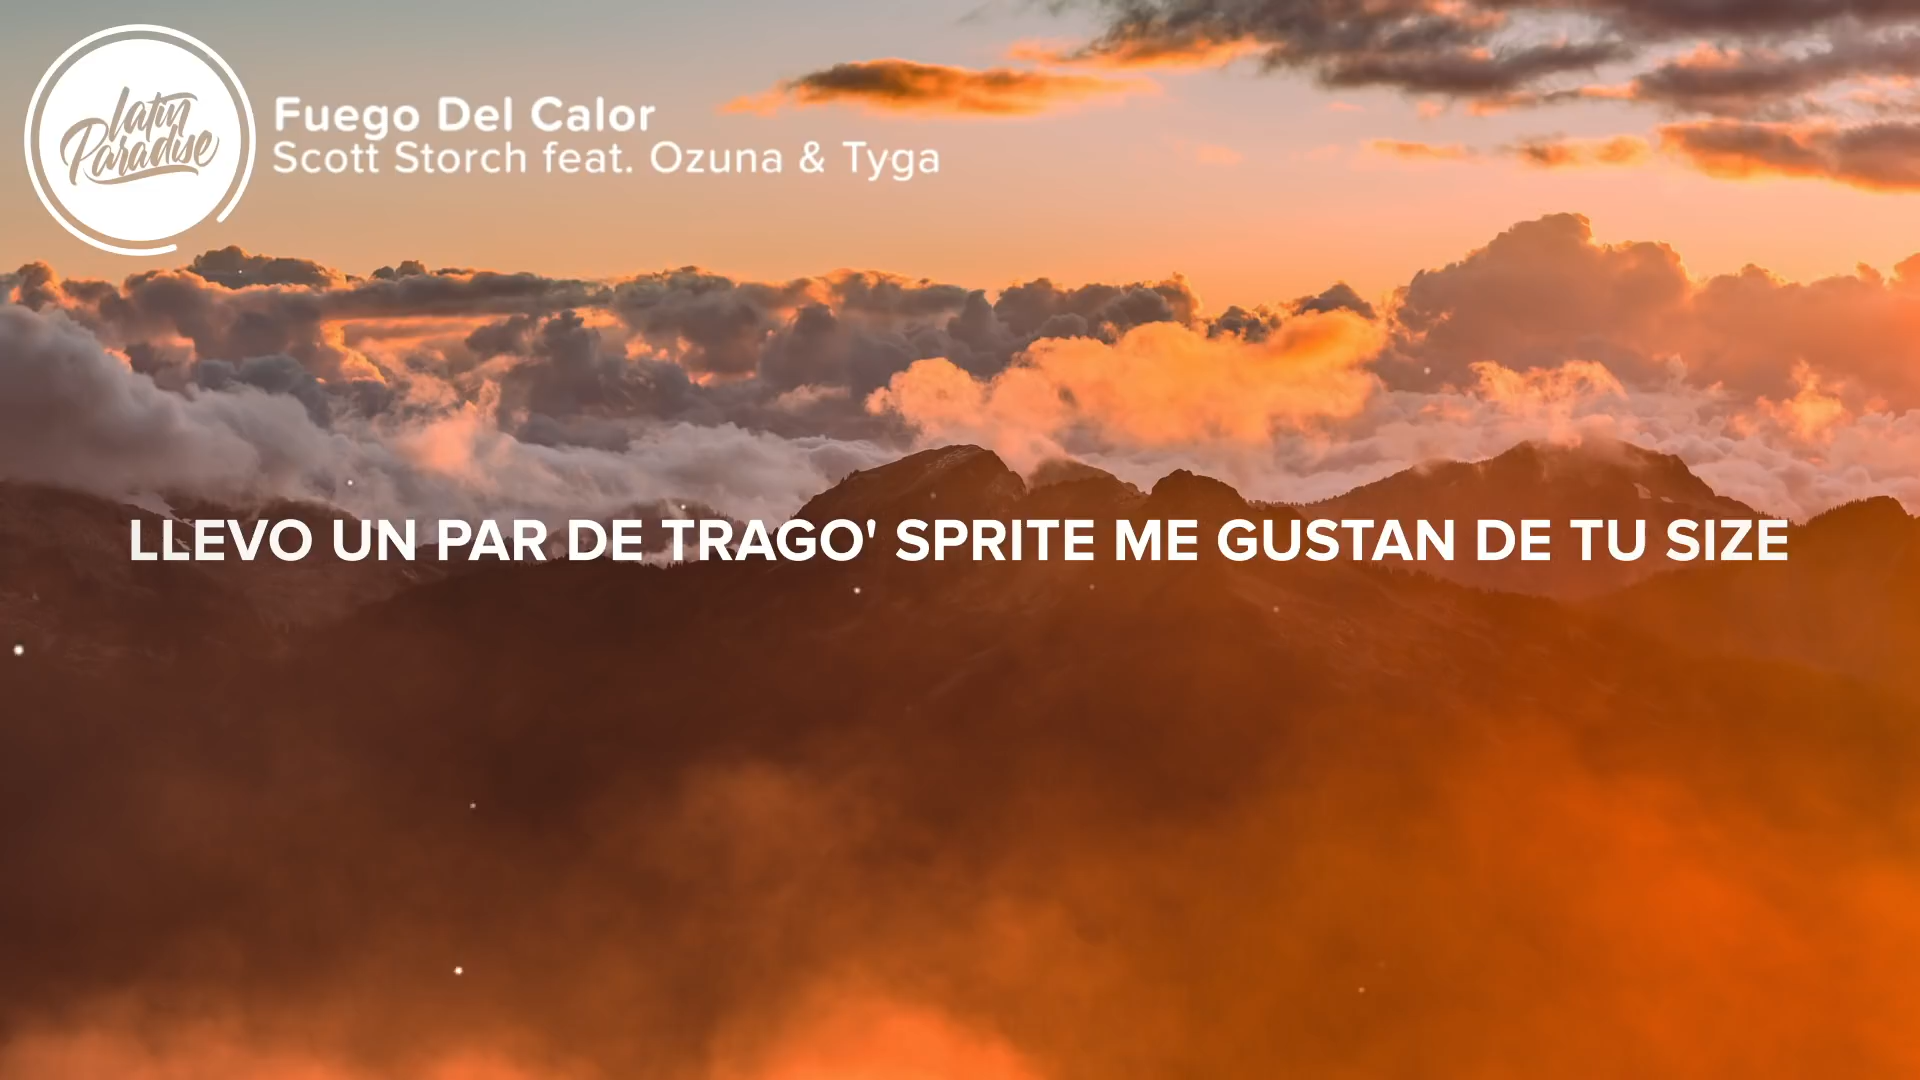 latin
Paradise
Fuego Del Calor
Scott Storch feat. Ozuna & Tyga
LLEVO UN PAR DE TRAGO' SPRITE ME GUSTAN DE TU SIZE